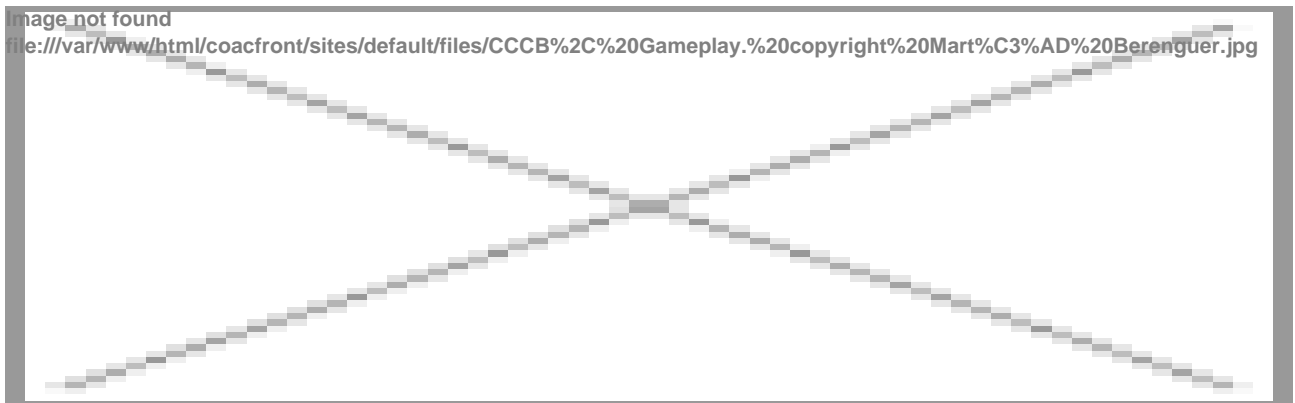 Image not found
file:///var/www/html/coacfront/sites/default/files/CCCB%2C%20Gameplay.%20copyright%20Mart%C3%AD%20Berenguer.jpg